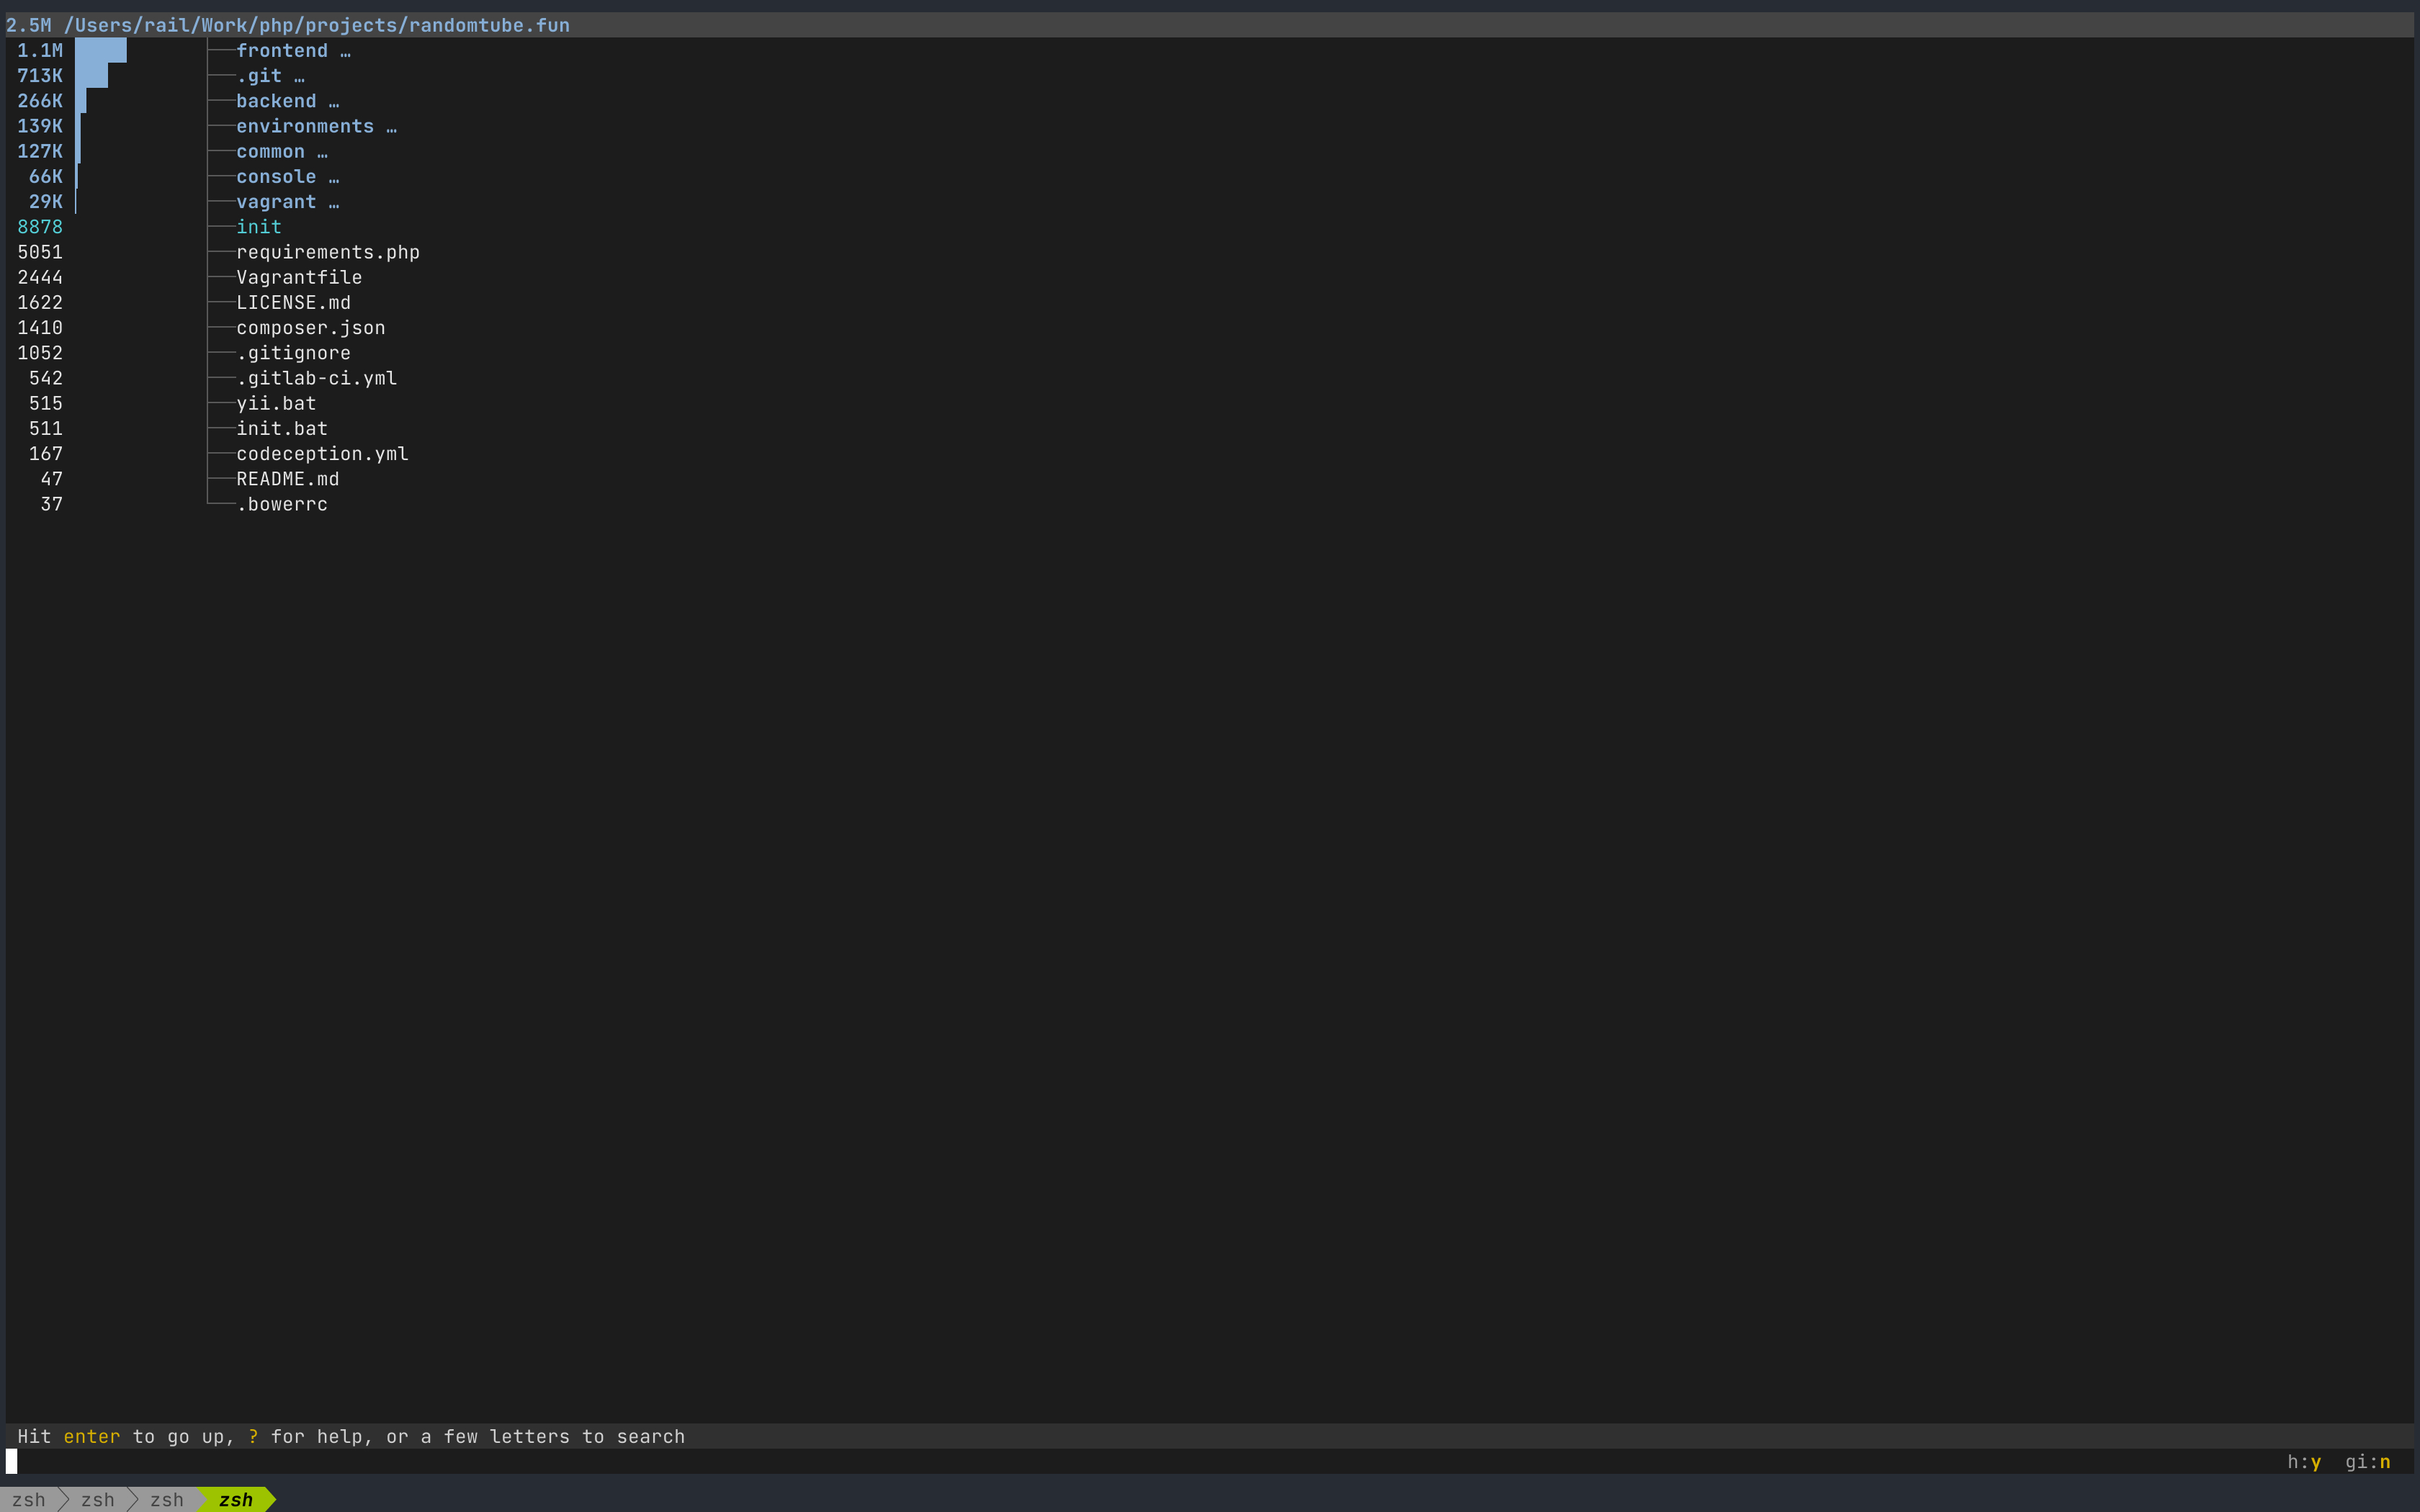 2.5M /Users/rail/Work/php/projects/randomtube.fun
1.1M frontend …
713K .git …
266K backend …
139K environments …
127K common …
66K console …
29K vagrant …
8878 init
5051 requirements.php
2444 Vagrantfile
1622 LICENSE.md
1410 composer.json
1052 .gitignore
542 .gitlab-ci.yml
515 yii.bat
511 init.bat
167 codeception.yml
47 README.md
37 .bowerrc
Hit enter to go up, ? for help, or a few letters to search
h:y gi:n
zsh zsh zsh zsh